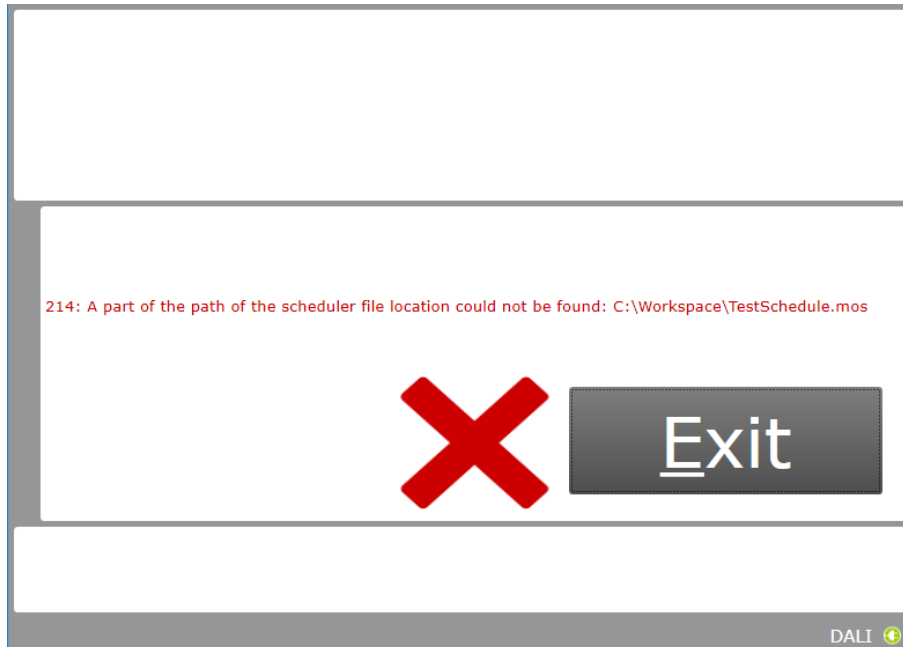 214: A part of the path of the scheduler file location could not be found: C:\Workspace\TestSchedule.mos
Exit
DALI